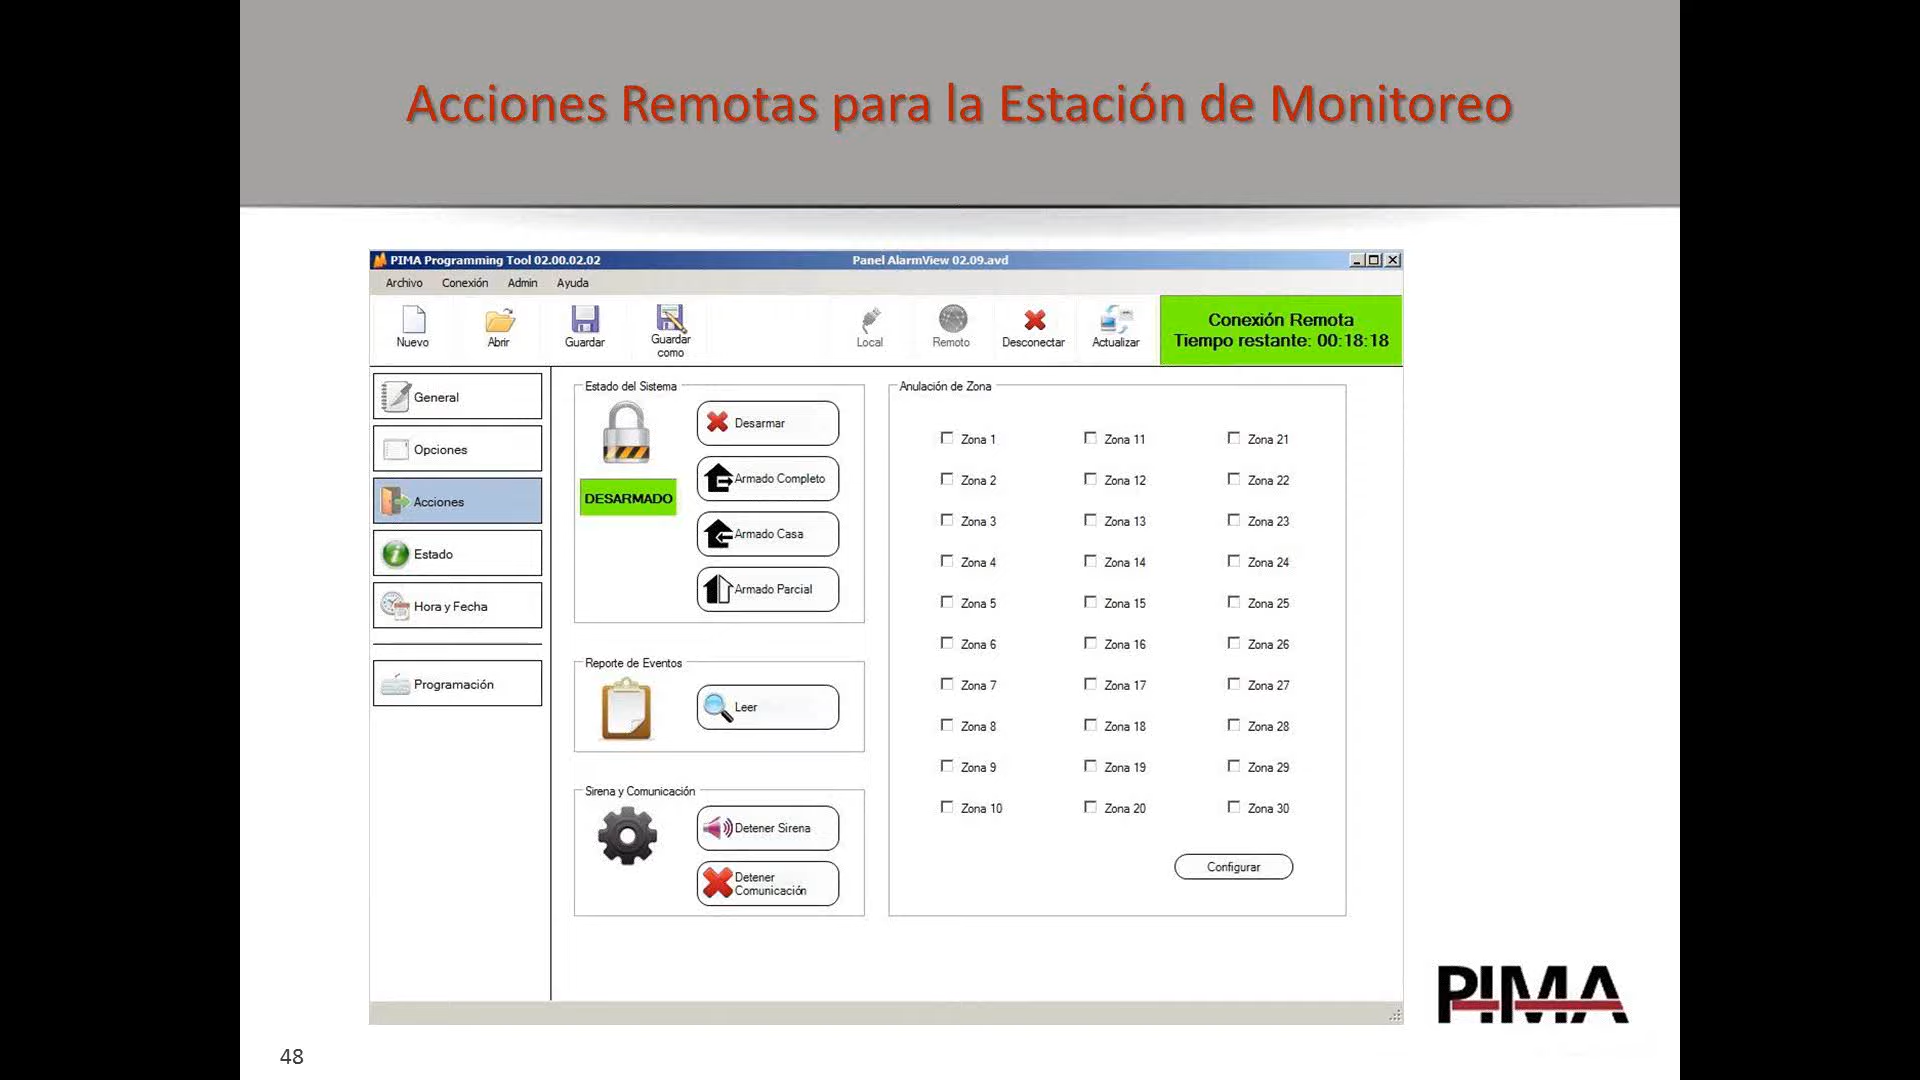 Acciones Remotas para la Estación de Monitoreo
PIMA Programming Tool 02.00.02.02
Panel AlarmView 02.09.avd
Archivo Conexión Admin Ayuda
Nuevo
Abrir
Guardar
Guardar
como
Local
Remoto
Desconectar
Actualizar
Conexión Remota
Tiempo restante: 00:18:18
General
Opciones
Acciones
Estado
Hora y Fecha
Programación
Estado del Sistema
DESARMADO
Desarmar
Armado Completo
Armado Casa
Armado Parcial
Reporte de Eventos
Leer
Sirena y Comunicación
Detener Sirena
Detener
Comunicación
Anulación de Zona
Zona 1 Zona 11 Zona 21
Zona 2 Zona 12 Zona 22
Zona 3 Zona 13 Zona 23
Zona 4 Zona 14 Zona 24
Zona 5 Zona 15 Zona 25
Zona 6 Zona 16 Zona 26
Zona 7 Zona 17 Zona 27
Zona 8 Zona 18 Zona 28
Zona 9 Zona 19 Zona 29
Zona 10 Zona 20 Zona 30
Configurar
PIMA
48